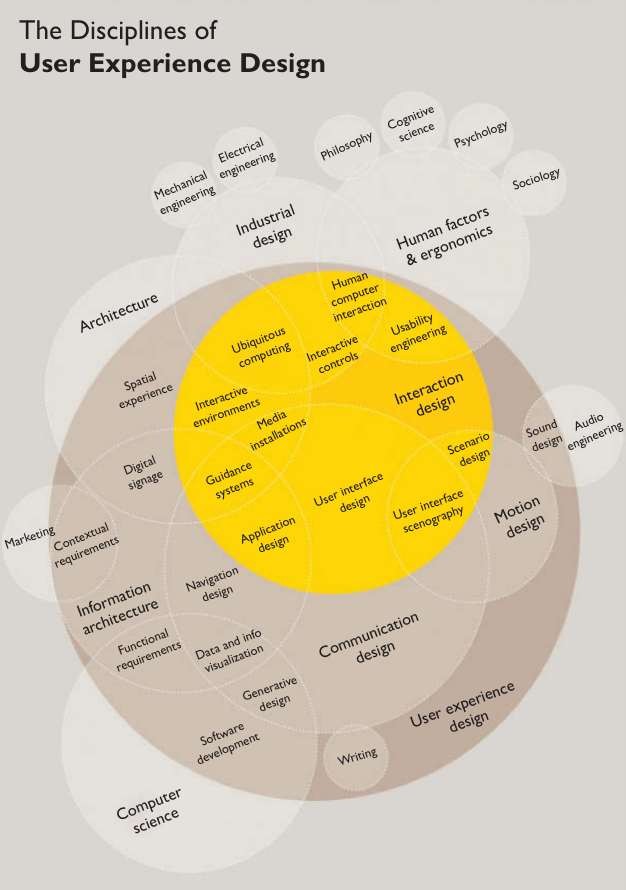 The Disciplines of
User Experience Design
Philosophy
Cognitive
science
Psychology
Sociology
Electrical
engineering
Mechanical
engineering
Industrial
design
Human factors
& ergonomics
Architecture
Human
computer
interaction
Usability
engineering
Ubiquitous
computing
Interactive
controls
Spatial
experience
Interactive
environments
Interaction
design
Media
installations
Sound
design
Audio
engineering
Scenario
design
Digital
signage
Guidance
systems
User interface
design
User interface
scenography
Motion
design
Marketing
Contextual
requirements
Application
design
Navigation
design
Information
architecture
Functional
requirements
Data and info
visualization
Communication
design
Generative
design
User experience
design
Software
development
Writing
Computer
science